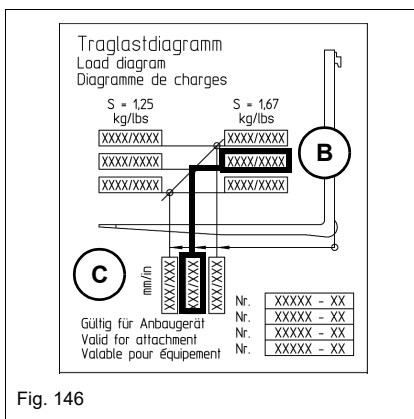 Traglastdiagramm
Load diagram
Diagramme de charges
S = 1,25 S = 1,67
kg/lbs kg/lbs
XXXX/XXXX XXXX/XXXX
XXXX/XXXX XXXX/XXXX
XXXX/XXXX XXXX/XXXX
B
C
mm/in
XXX/XXX XXX/XXX XXX/XXX
Gültig für Anbaugerät
Valid for attachment
Valable pour équipement
Nr. XXXXX - XX
Nr. XXXXX - XX
Nr. XXXXX - XX
Nr. XXXXX - XX
Fig. 146